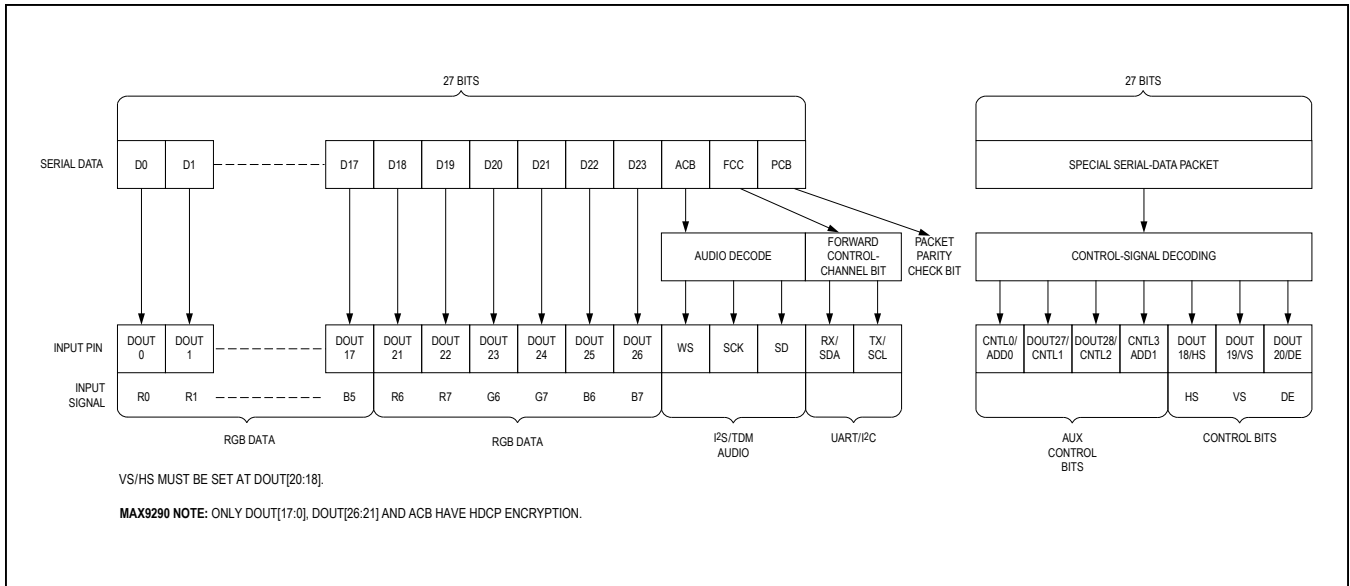 27 BITS
27 BITS
SERIAL DATA
D0 D1 D17 D18 D19 D20 D21 D22 D23 ACB FCC PCB
SPECIAL SERIAL-DATA PACKET
AUDIO DECODE
FORWARD
CONTROL-
CHANNEL BIT
PACKET
PARITY
CHECK BIT
CONTROL-SIGNAL DECODING
INPUT PIN
DOUT DOUT DOUT DOUT DOUT DOUT DOUT DOUT DOUT WS SCK SD RX/ TX/
0 1 17 21 22 23 24 25 26 SDA SCL
CNTL0/ DOUT27/ DOUT28/ CNTL3 DOUT DOUT DOUT
ADD0 CNTL1 CNTL2 ADD1 18/HS 19/VS 20/DE
INPUT
SIGNAL
R0 R1 B5 R6 R7 G6 G7 B6 B7
HS VS DE
RGB DATA
RGB DATA
I2S/TDM
AUDIO
UART/I2C
AUX
CONTROL
BITS
CONTROL BITS
VS/HS MUST BE SET AT DOUT[20:18].
MAX9290 NOTE: ONLY DOUT[17:0], DOUT[26:21] AND ACB HAVE HDCP ENCRYPTION.